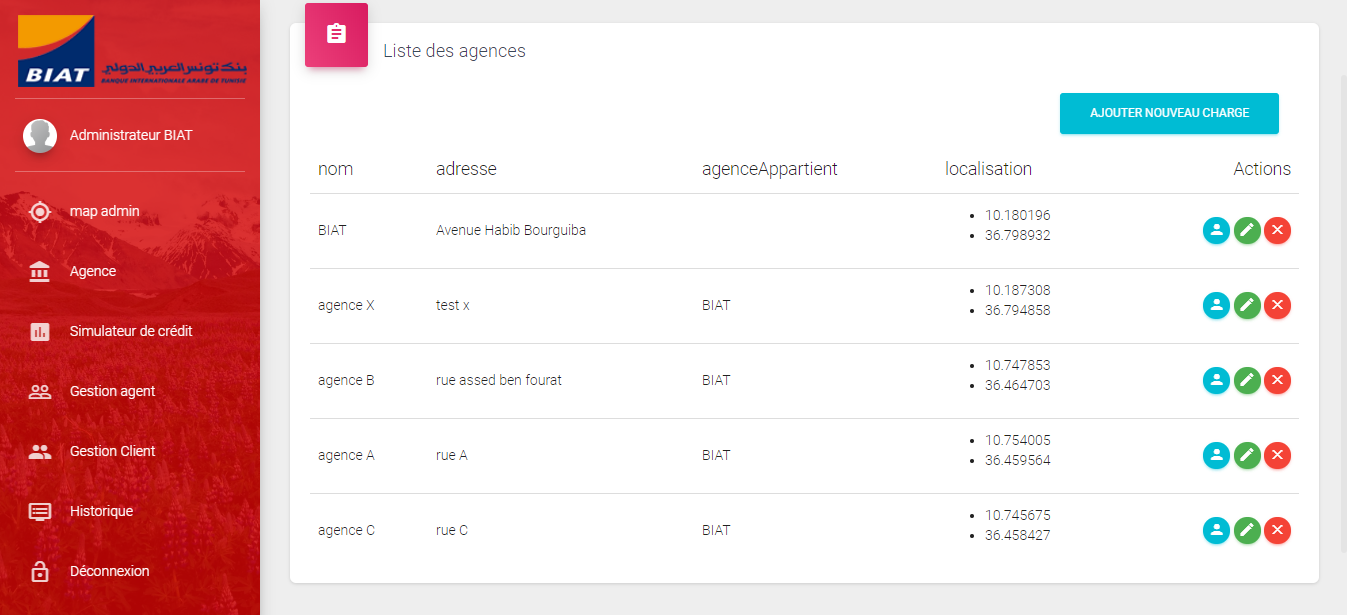 BIAT
بنك تونس العربي الدولي
BANQUE INTERNATIONALE ARABE DE TUNISIE
Administrateur BIAT
map admin
Agence
Simulateur de crédit
Gestion agent
Gestion Client
Historique
Déconnexion
Liste des agences
AJOUTER NOUVEAU CHARGE
nom adresse agenceAppartient localisation Actions
BIAT Avenue Habib Bourguiba 10.180196
36.798932
agence X test x BIAT 10.187308
36.794858
agence B rue assed ben fourat BIAT 10.747853
36.464703
agence A rue A BIAT 10.754005
36.459564
agence C rue C BIAT 10.745675
36.458427